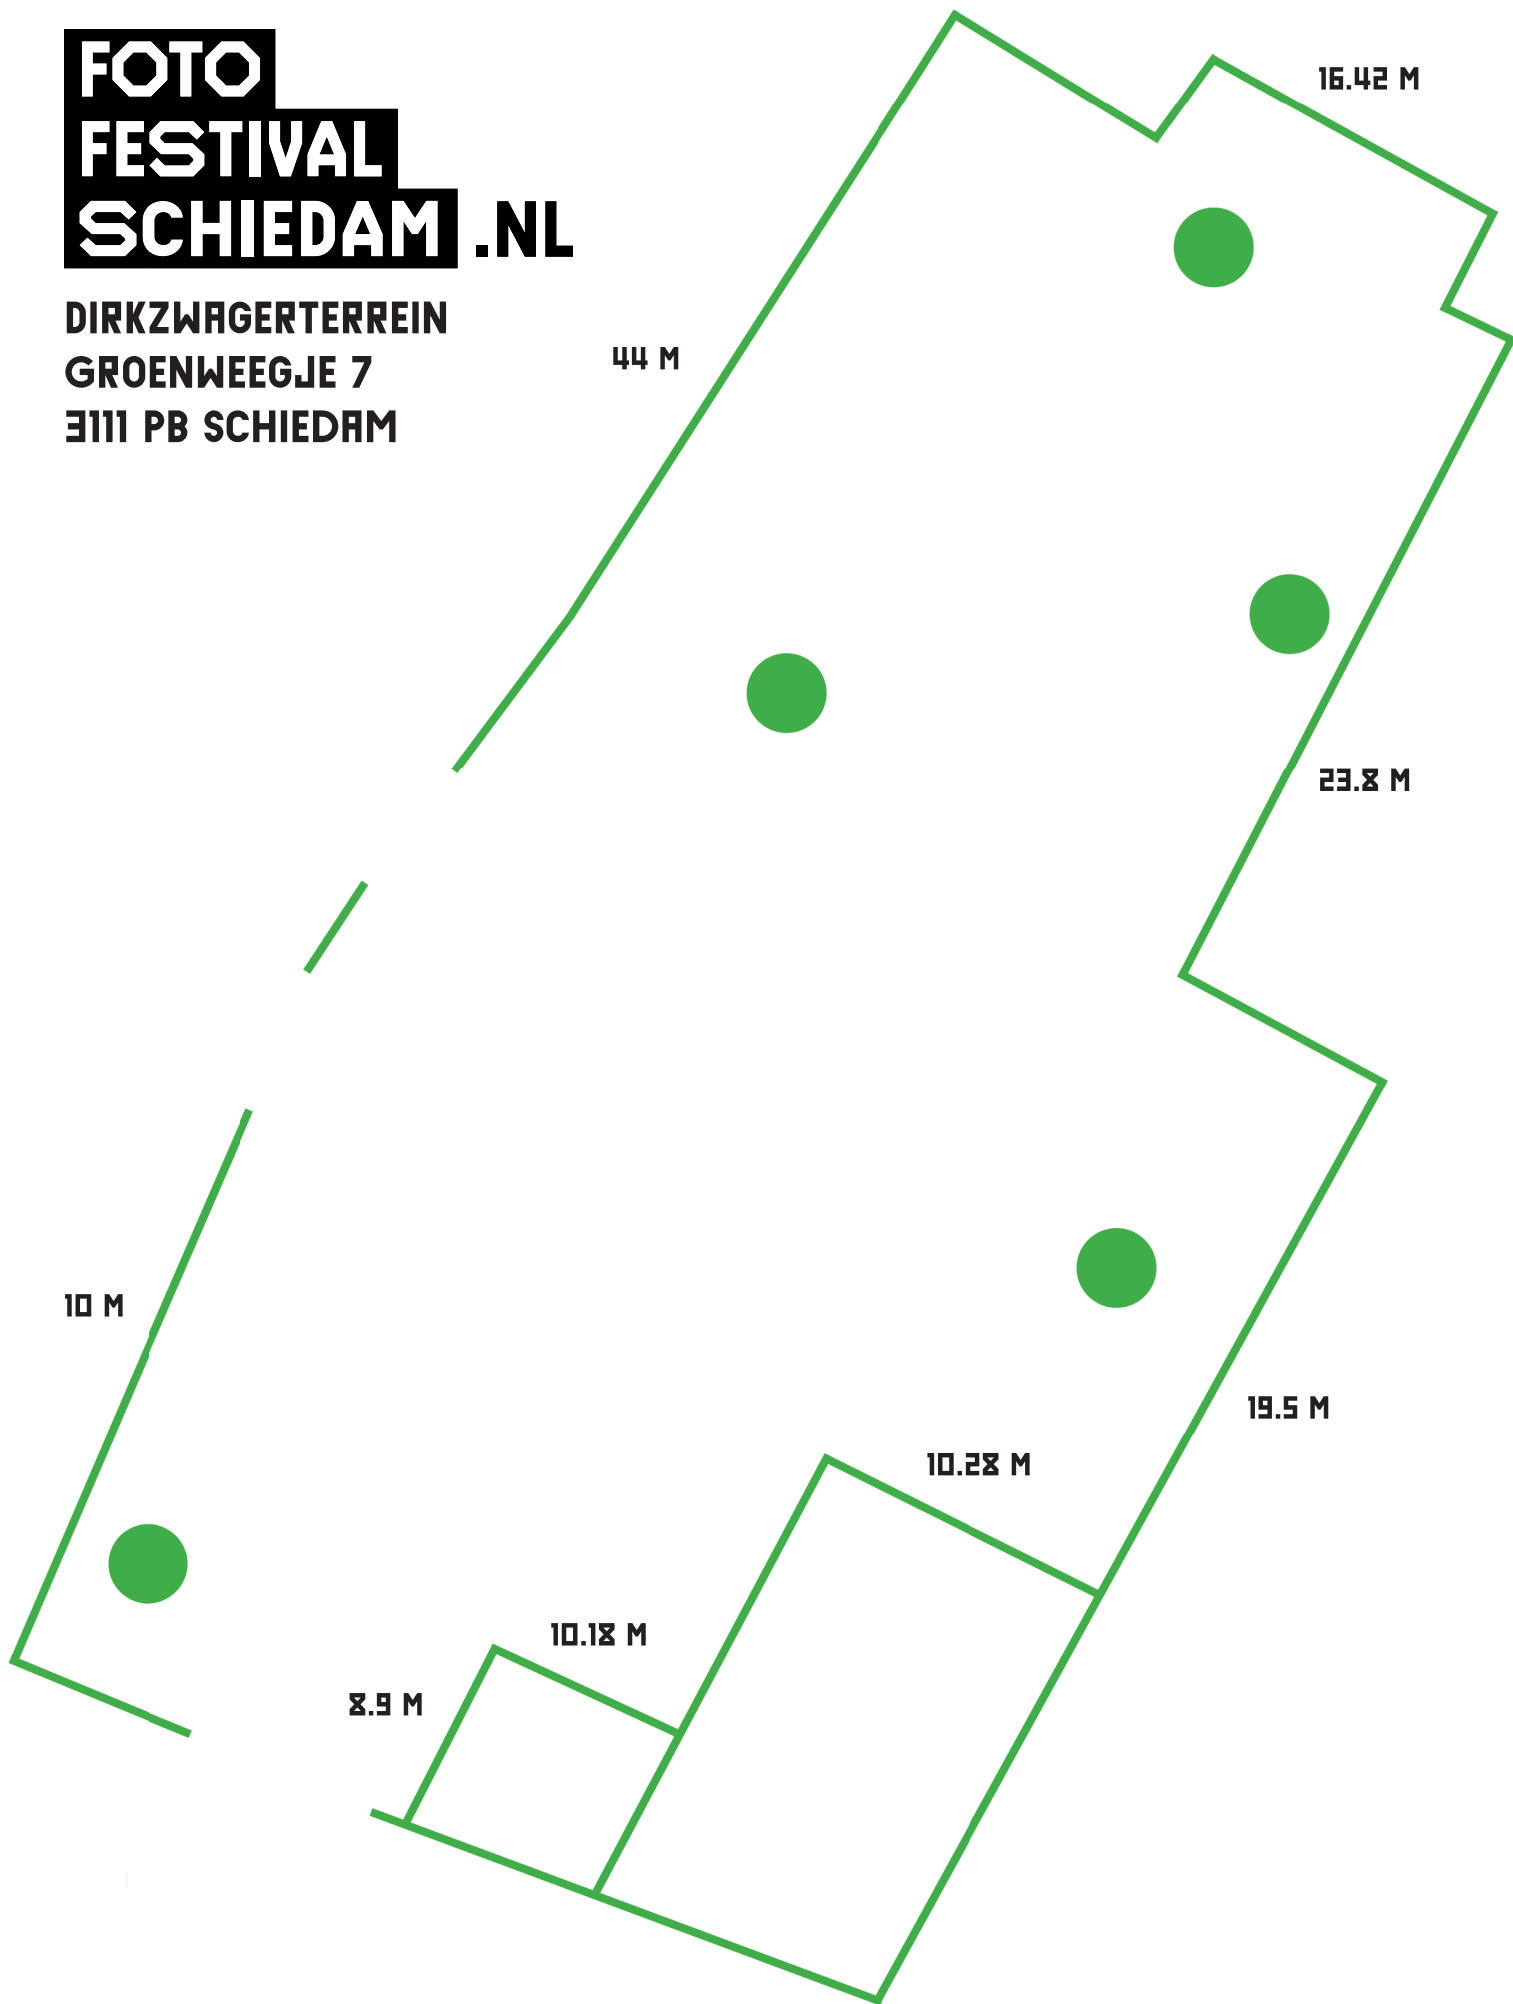 FOTO
FESTIVAL
SCHIEDAM .NL
DIRKZWAGERTERREIN
GROENWEEGJE 7
3111 PB SCHIEDAM
16.42 M
44 M
23.8 M
10 M
19.5 M
10.28 M
10.18 M
8.9 M